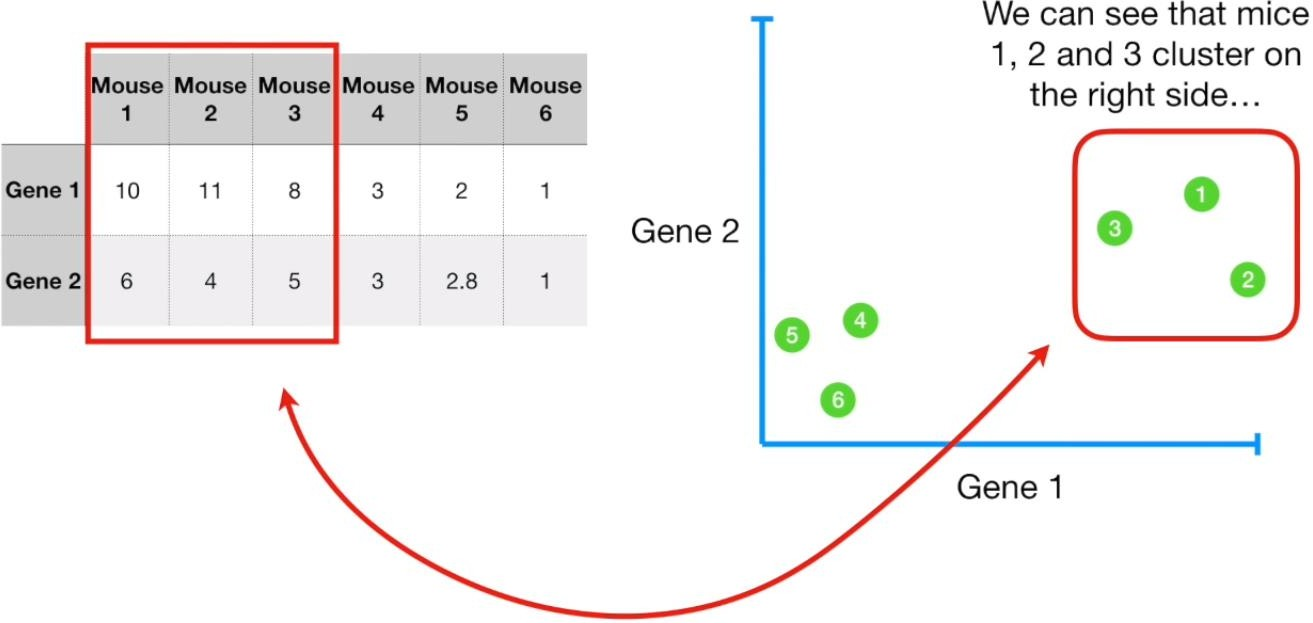 We can see that mice
1, 2 and 3 cluster on
the right side...
Mouse 1 Mouse 2 Mouse 3 Mouse 4 Mouse 5 Mouse 6
Gene 1 10 11 8 3 2 1
Gene 2 6 4 5 3 2.8 1
Gene 2
1
3
2
5 4
6
Gene 1